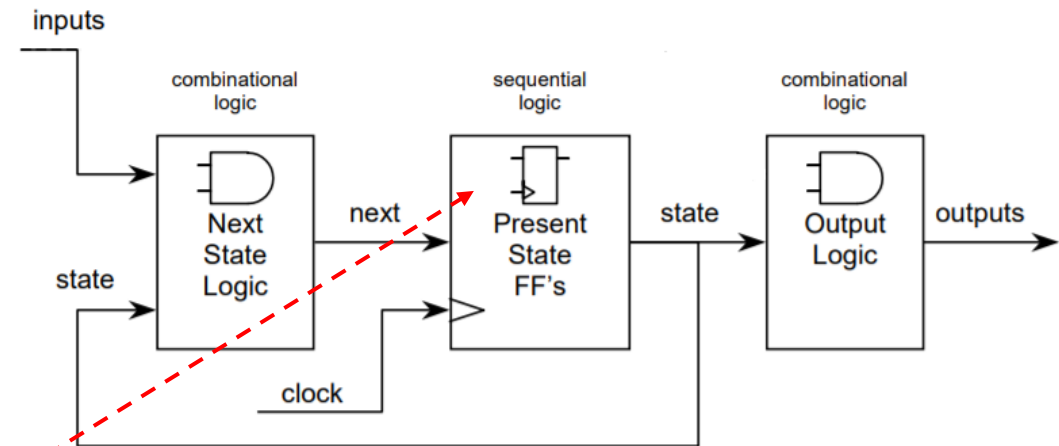 inputs
combinational
logic
sequential
logic
combinational
logic
Next
State
Logic
next
Present
State
FF's
state
Output
Logic
outputs
state
clock